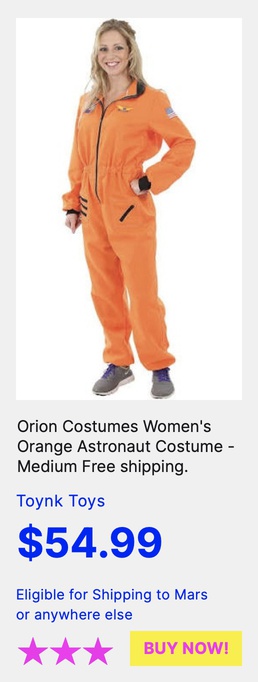 Orion Costumes Women's
Orange Astronaut Costume -
Medium Free shipping.
Toynk Toys
$54.99
Eligible for Shipping to Mars
or anywhere else
BUY NOW!